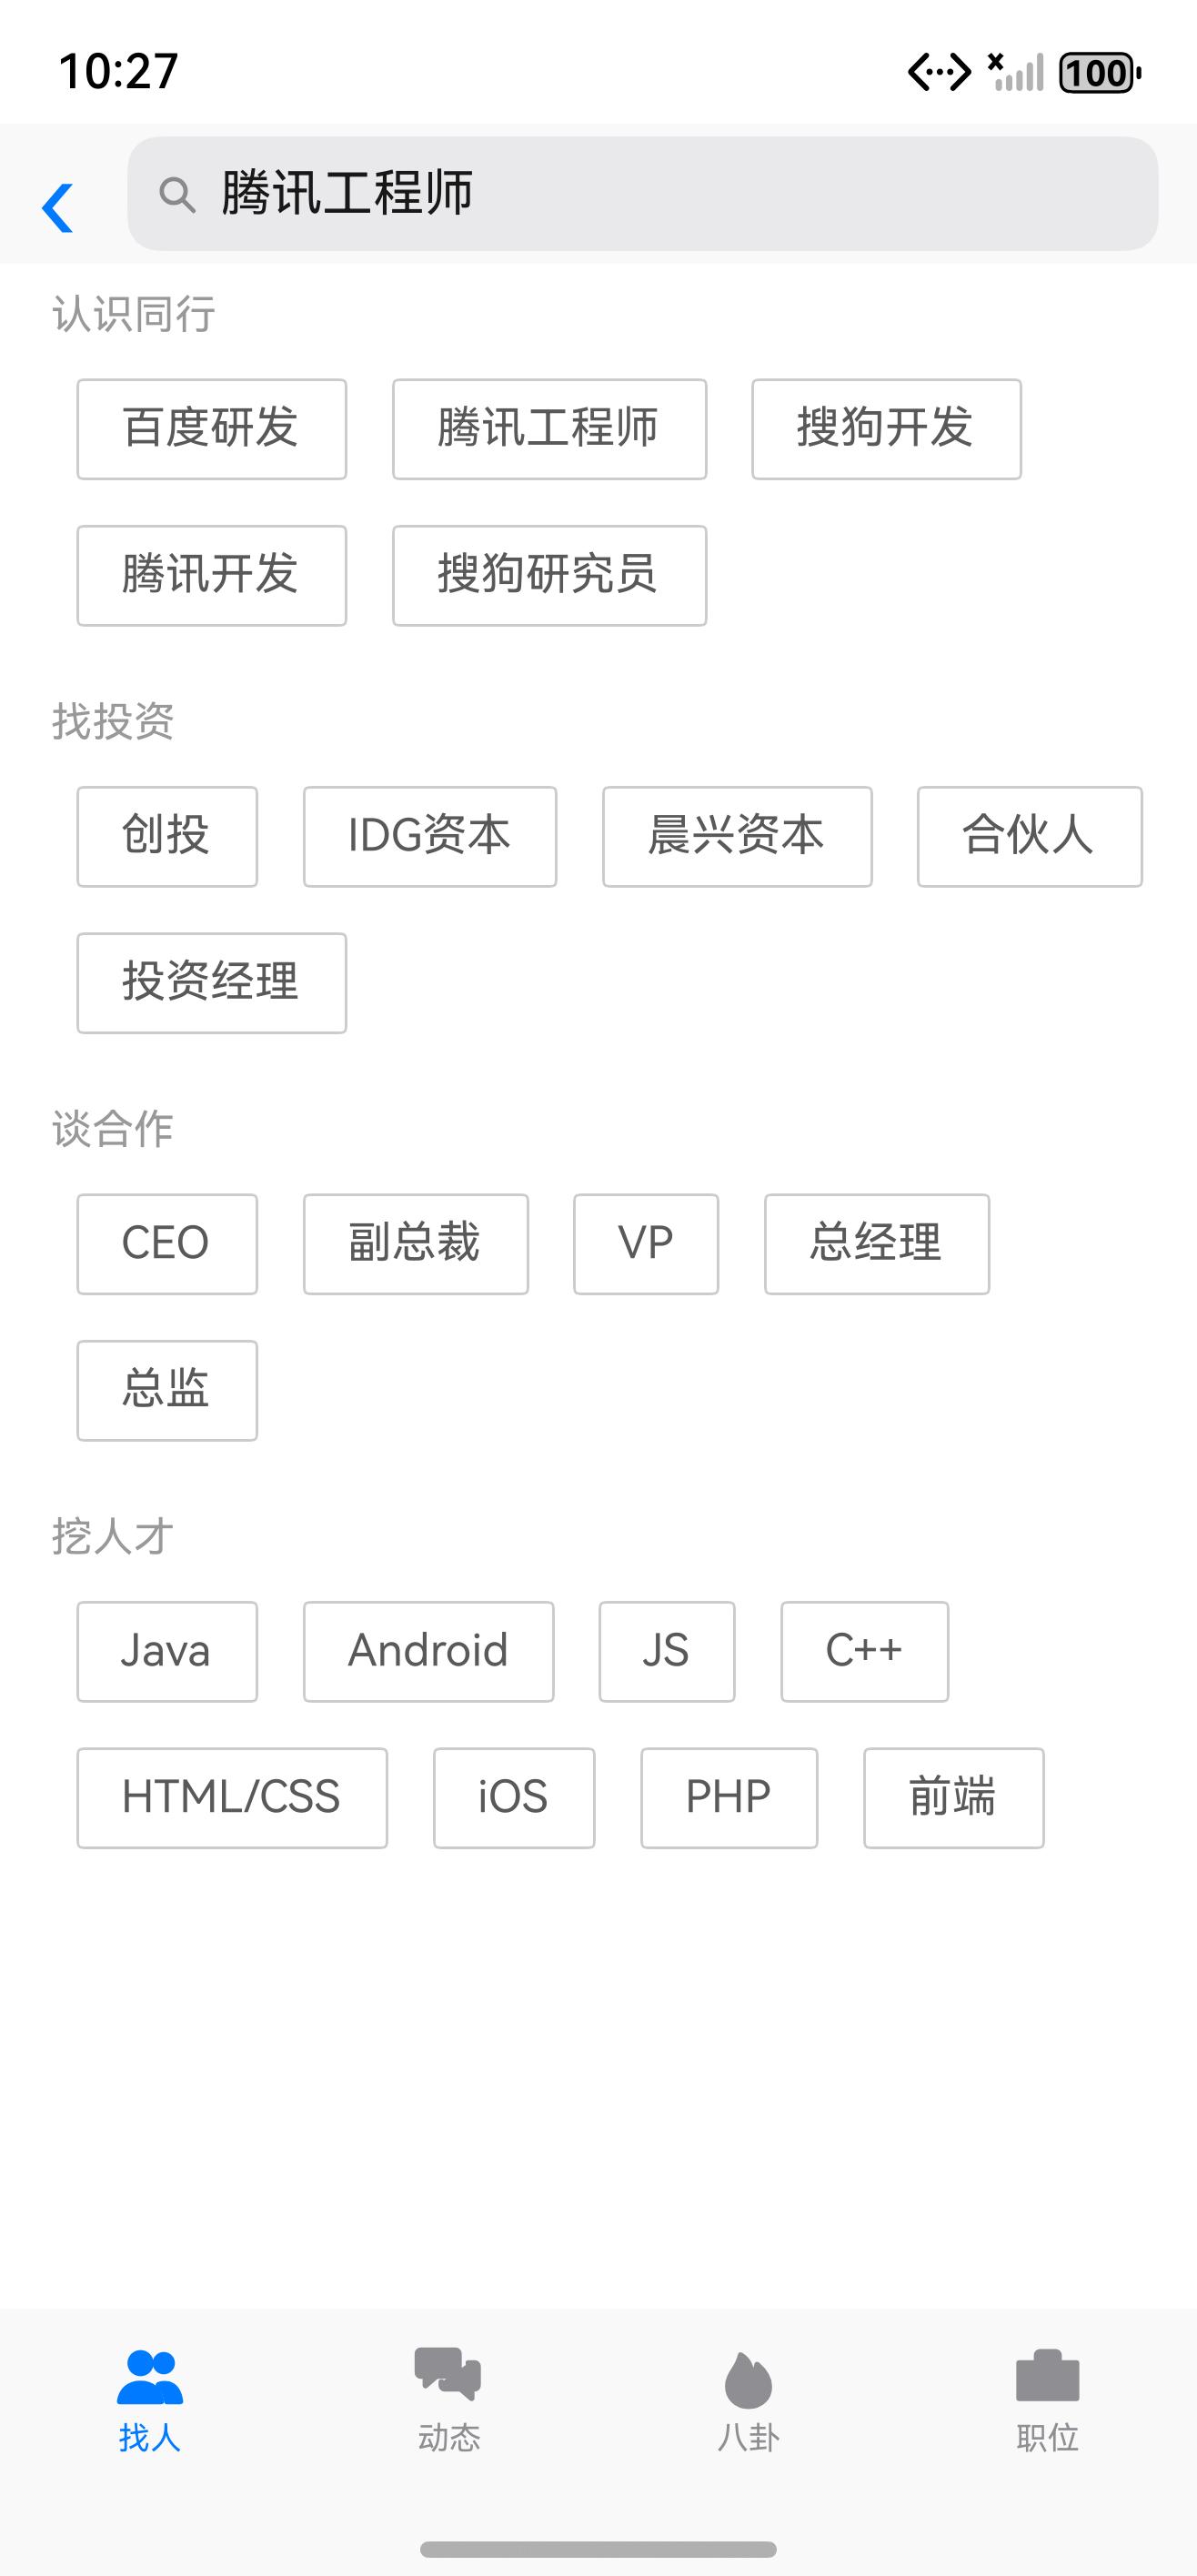 10:27
100
腾讯工程师
认识同行
百度研发 腾讯工程师 搜狗开发
腾讯开发 搜狗研究员
找投资
创投 IDG资本 晨兴资本 合伙人
投资经理
谈合作
CEO 副总裁 VP 总经理
总监
挖人才
Java Android JS C++
HTML/CSS iOS PHP 前端
找人 动态 八卦 职位